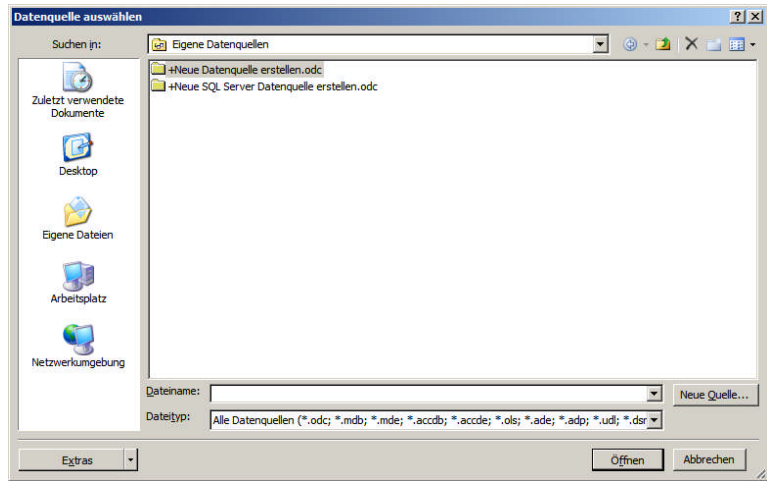 Datenquelle auswählen
Suchen in:
Eigene Datenquellen
Zuletzt verwendete
Dokumente
Desktop
Eigene Dateien
Arbeitsplatz
Netzwerkumgebung
+Neue Datenquelle erstellen.odc
+Neue SQL Server Datenquelle erstellen.odc
Dateiname:
Neue Quelle...
Dateityp:
Alle Datenquellen (*.odc; *.mdb; *.mde; *.accdb; *.accde; *.ols; *.ade; *.adp; *.udl; *.dsn
Extras
Öffnen
Abbrechen